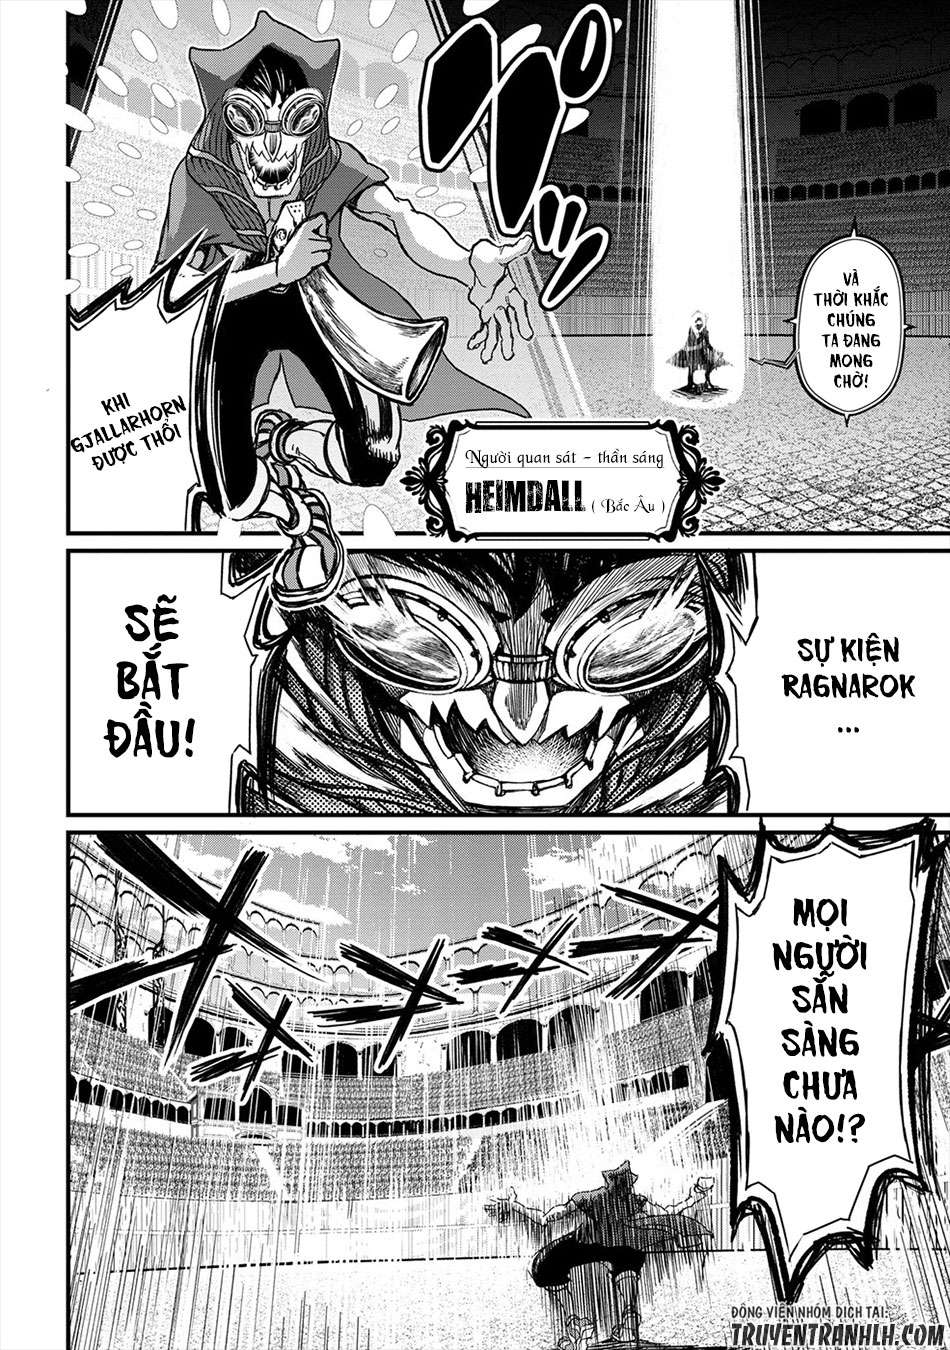 VÀ
THỜI KHẮC
CHÚNG
TA ĐANG
MONG
CHỜ!
KHI
GJALLARHORN
ĐƯỢC THỔI
Người quan sát - thần sáng
HEIMDALL ( Bắc Âu )
SỰ KIỆN
RAGNAROK
...
SẼ
BẮT
ĐẦU!
MỌI
NGƯỜI
SẴN
SÀNG
CHƯA
NÀO!?
ĐỘNG VIÊN NHÓM DỊCH TẠI:
TRUYENTRANHLH.COM